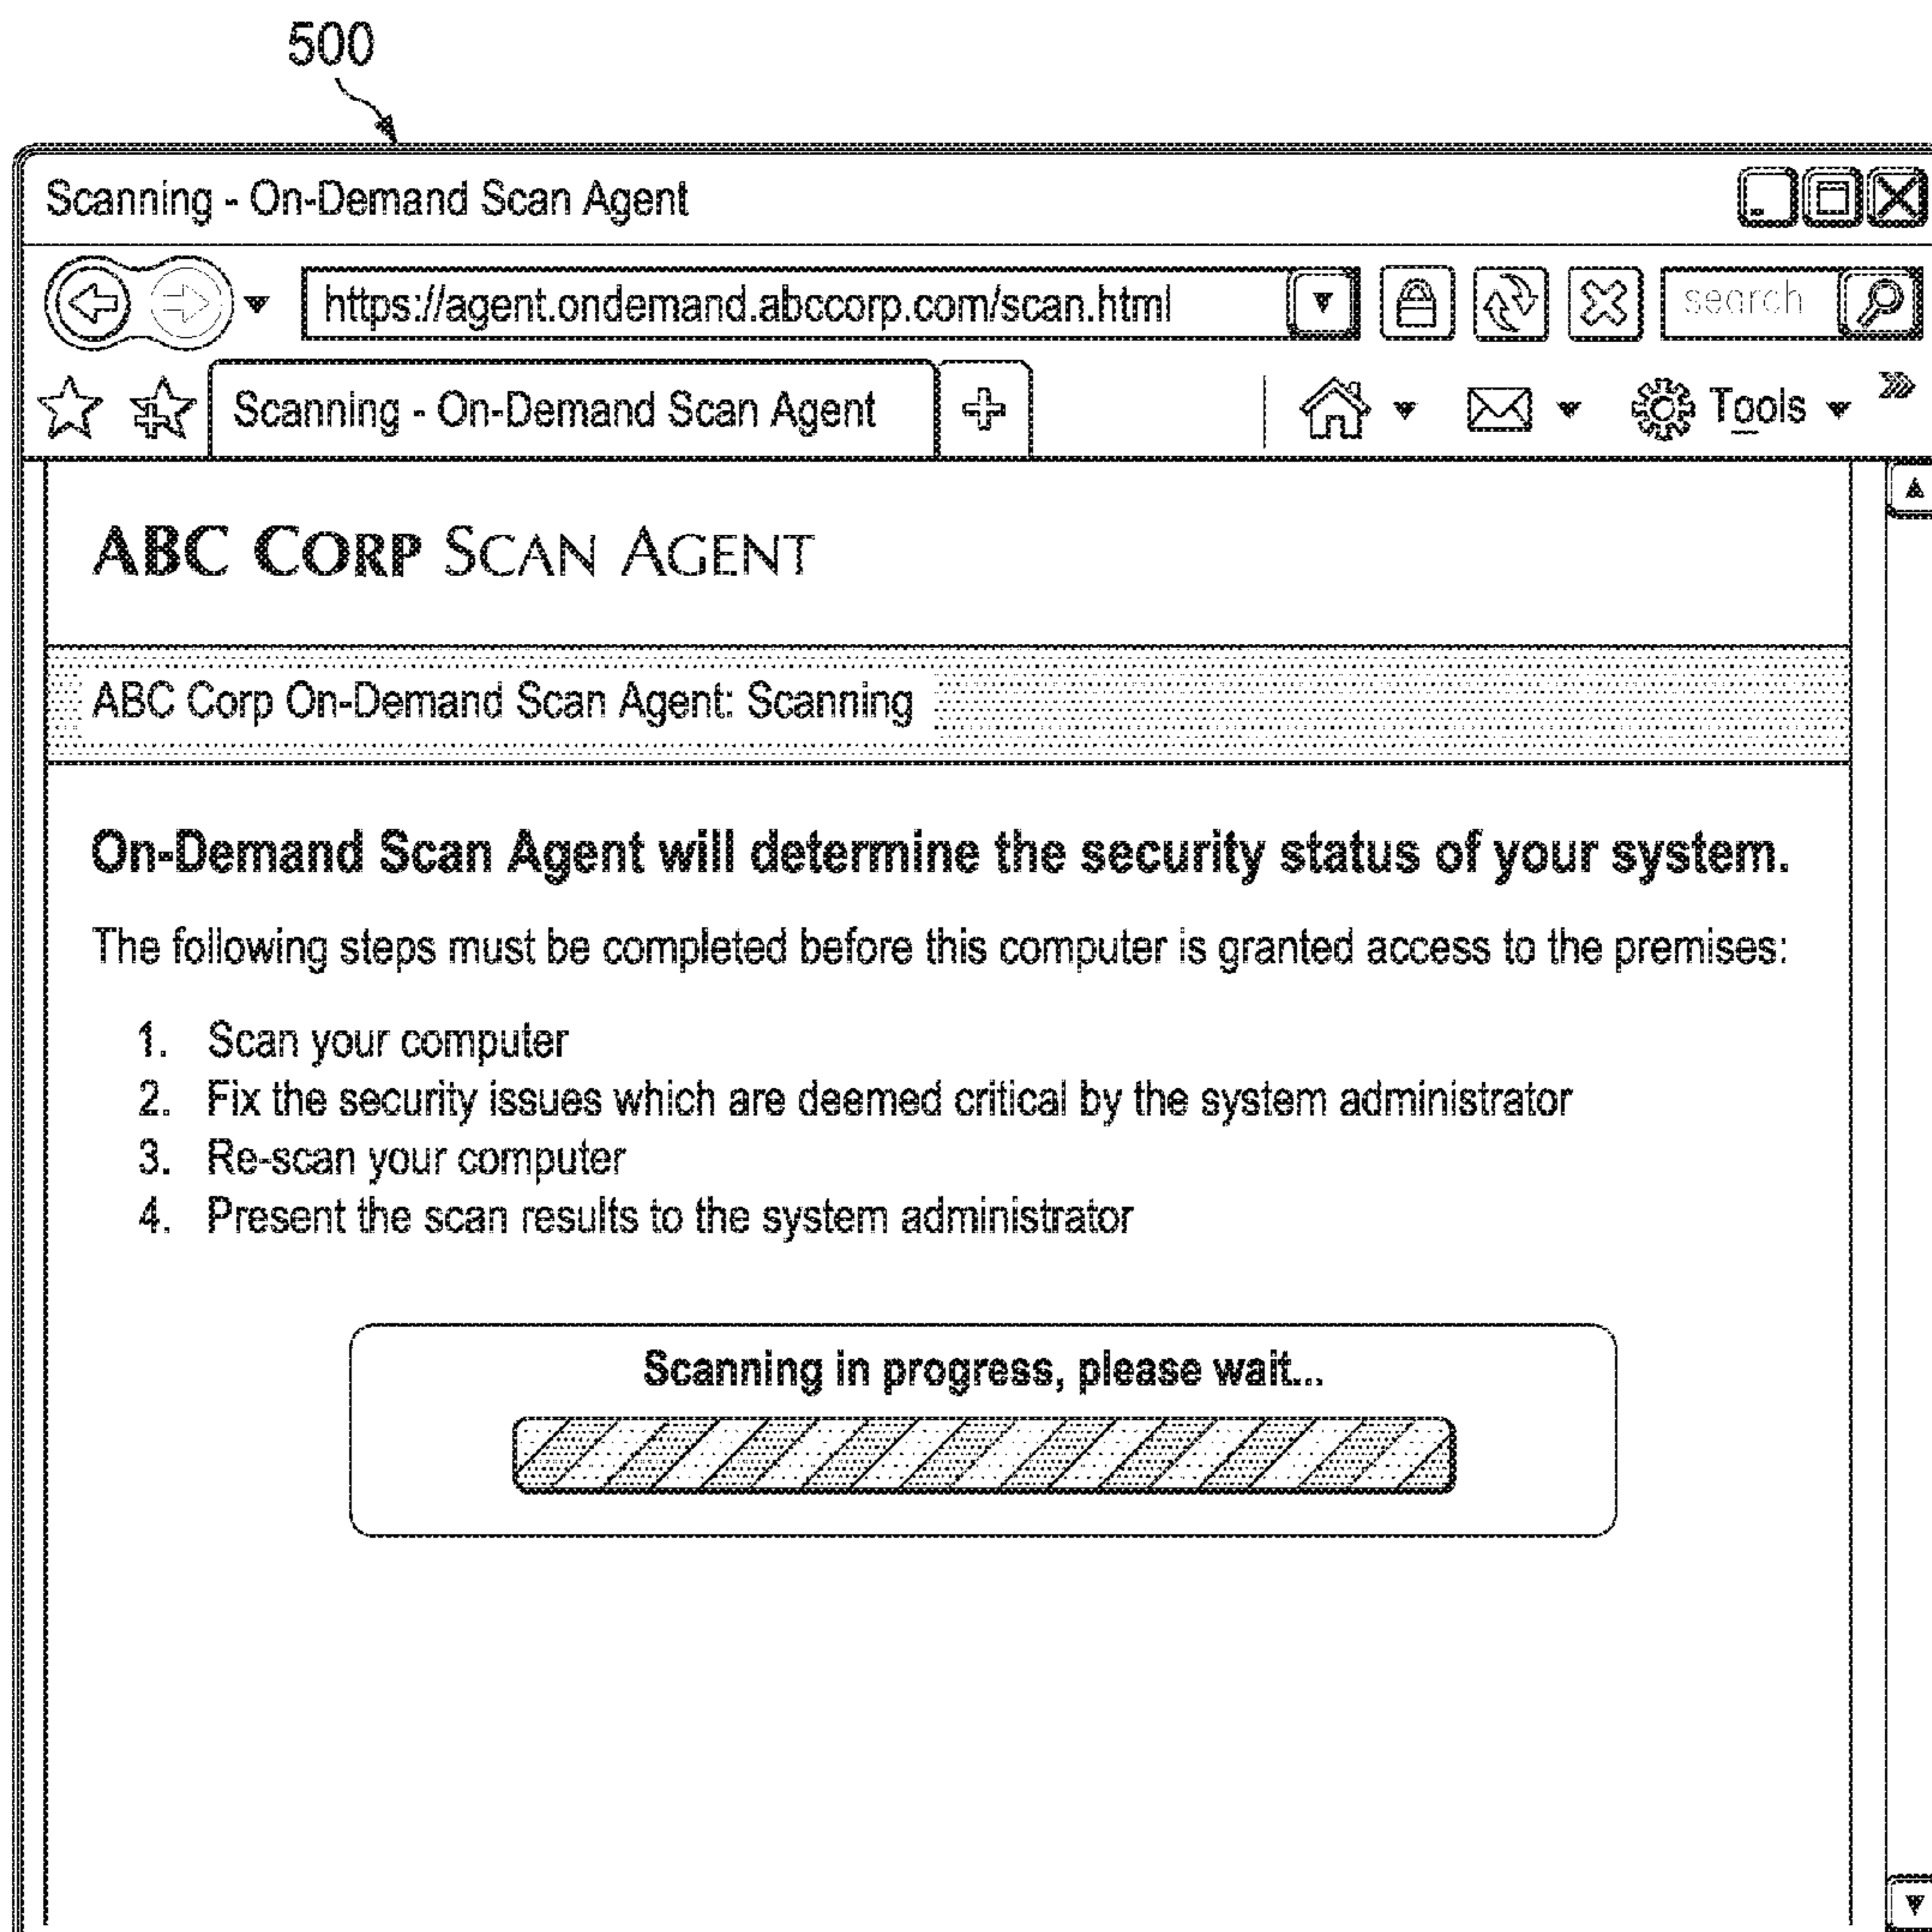 500
Scanning - On-Demand Scan Agent
https://agent.ondemand.abccorp.com/scan.html
search
Scanning - On-Demand Scan Agent
Tools
ABC CORP SCAN AGENT
ABC Corp On-Demand Scan Agent: Scanning
On-Demand Scan Agent will determine the security status of your system.
The following steps must be completed before this computer is granted access to the premises:
1. Scan your computer
2. Fix the security issues which are deemed critical by the system administrator
3. Re-scan your computer
4. Present the scan results to the system administrator
Scanning in progress, please wait...